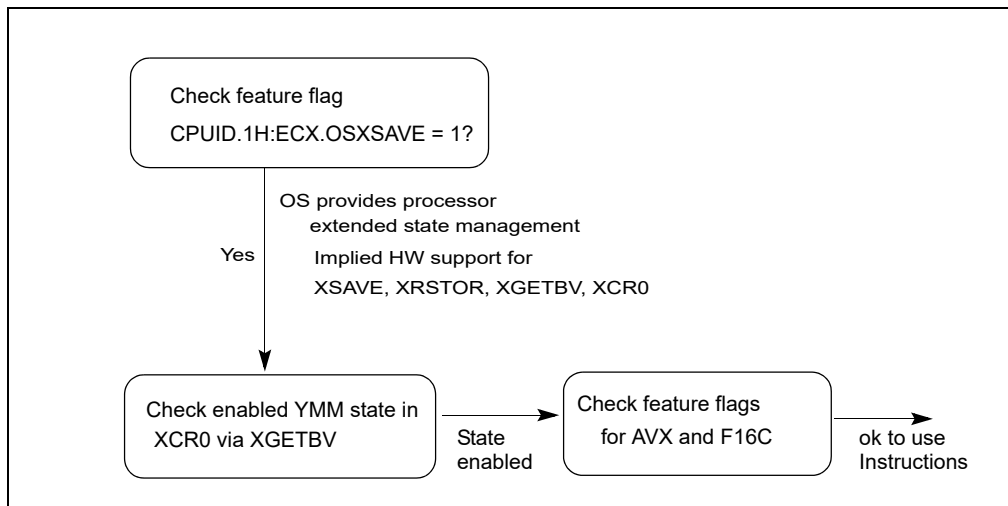 Check feature flag
CPUID.1H:ECX.OSXSAVE = 1?
OS provides processor
extended state management
Yes
Implied HW support for
XSAVE, XRSTOR, XGETBV, XCR0
Check enabled YMM state in
XCR0 via XGETBV
State
enabled
Check feature flags
for AVX and F16C
ok to use
Instructions